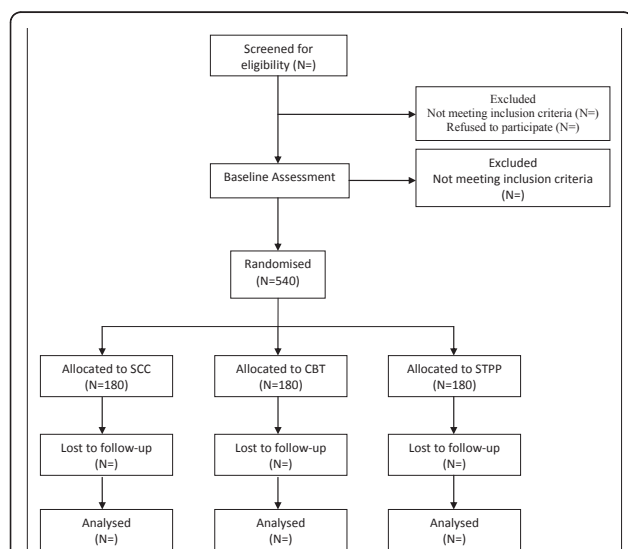 Screened for
eligibility (N=)
Excluded
Not meeting inclusion criteria (N=)
Refused to participate (N=)
Baseline Assessment
Excluded
Not meeting inclusion criteria
(N=)
Randomised
(N=540)
Allocated to SCC
(N=180)
Allocated to CBT
(N=180)
Allocated to STPP
(N=180)
Lost to follow-up
(N=)
Lost to follow-up
(N=)
Lost to follow-up
(N=)
Analysed
(N=)
Analysed
(N=)
Analysed
(N=)